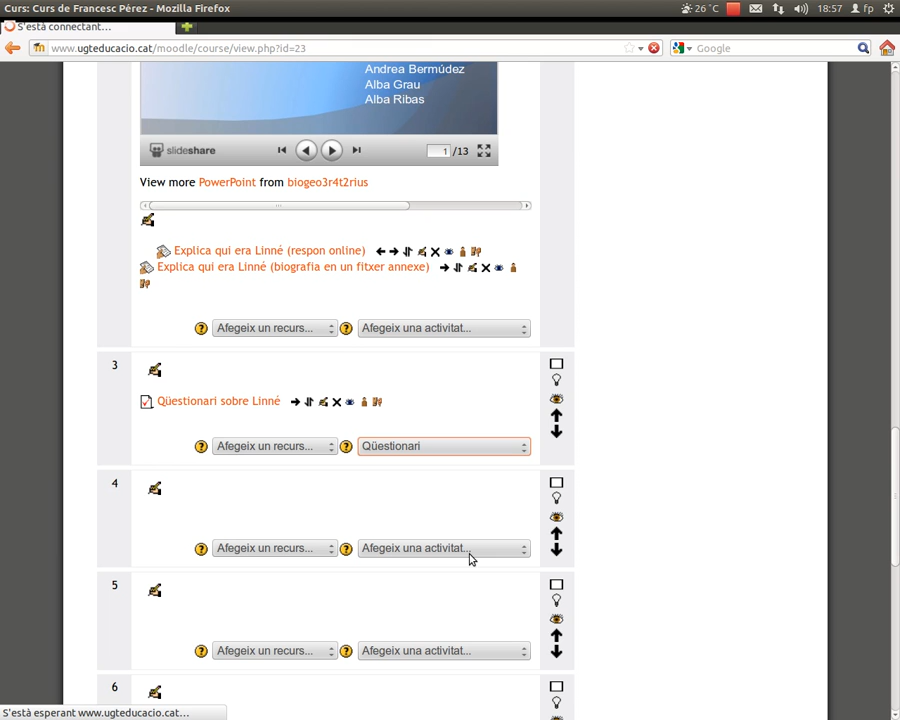 Curs: Curs de Francesc Pérez - Mozilla Firefox
26 °C 18:57 fp
S'està connectant...
www.ugteducacio.cat/moodle/course/view.php?id=23
Google
Andrea Bermúdez
Alba Grau
Alba Ribas
slideshare 1 /13
View more PowerPoint from biogeo3r4t2rius
Explica qui era Linné (respon online)
Explica qui era Linné (biografia en un fitxer annexe)
Afegeix un recurs... Afegeix una activitat...
3
Qüestionari sobre Linné
Afegeix un recurs... Qüestionari
4
Afegeix un recurs... Afegeix una activitat...
5
Afegeix un recurs... Afegeix una activitat...
6
S'està esperant www.ugteducacio.cat...